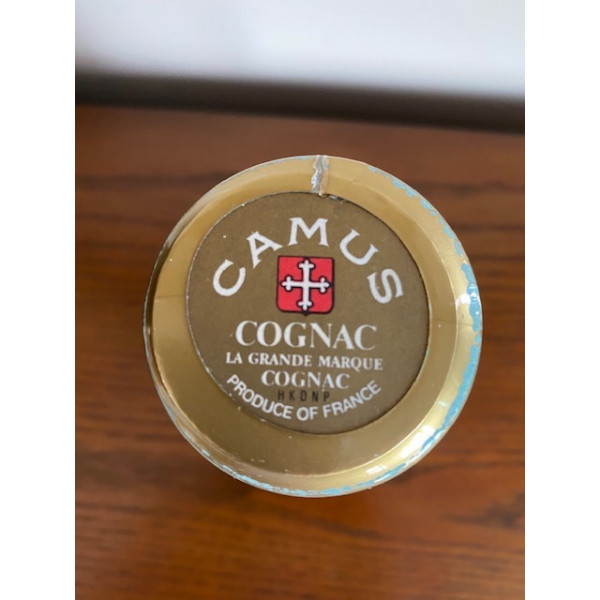 CAMUS
COGNAC
LA GRANDE MARQUE
COGNAC
HKDNP
PRODUCE OF FRANCE